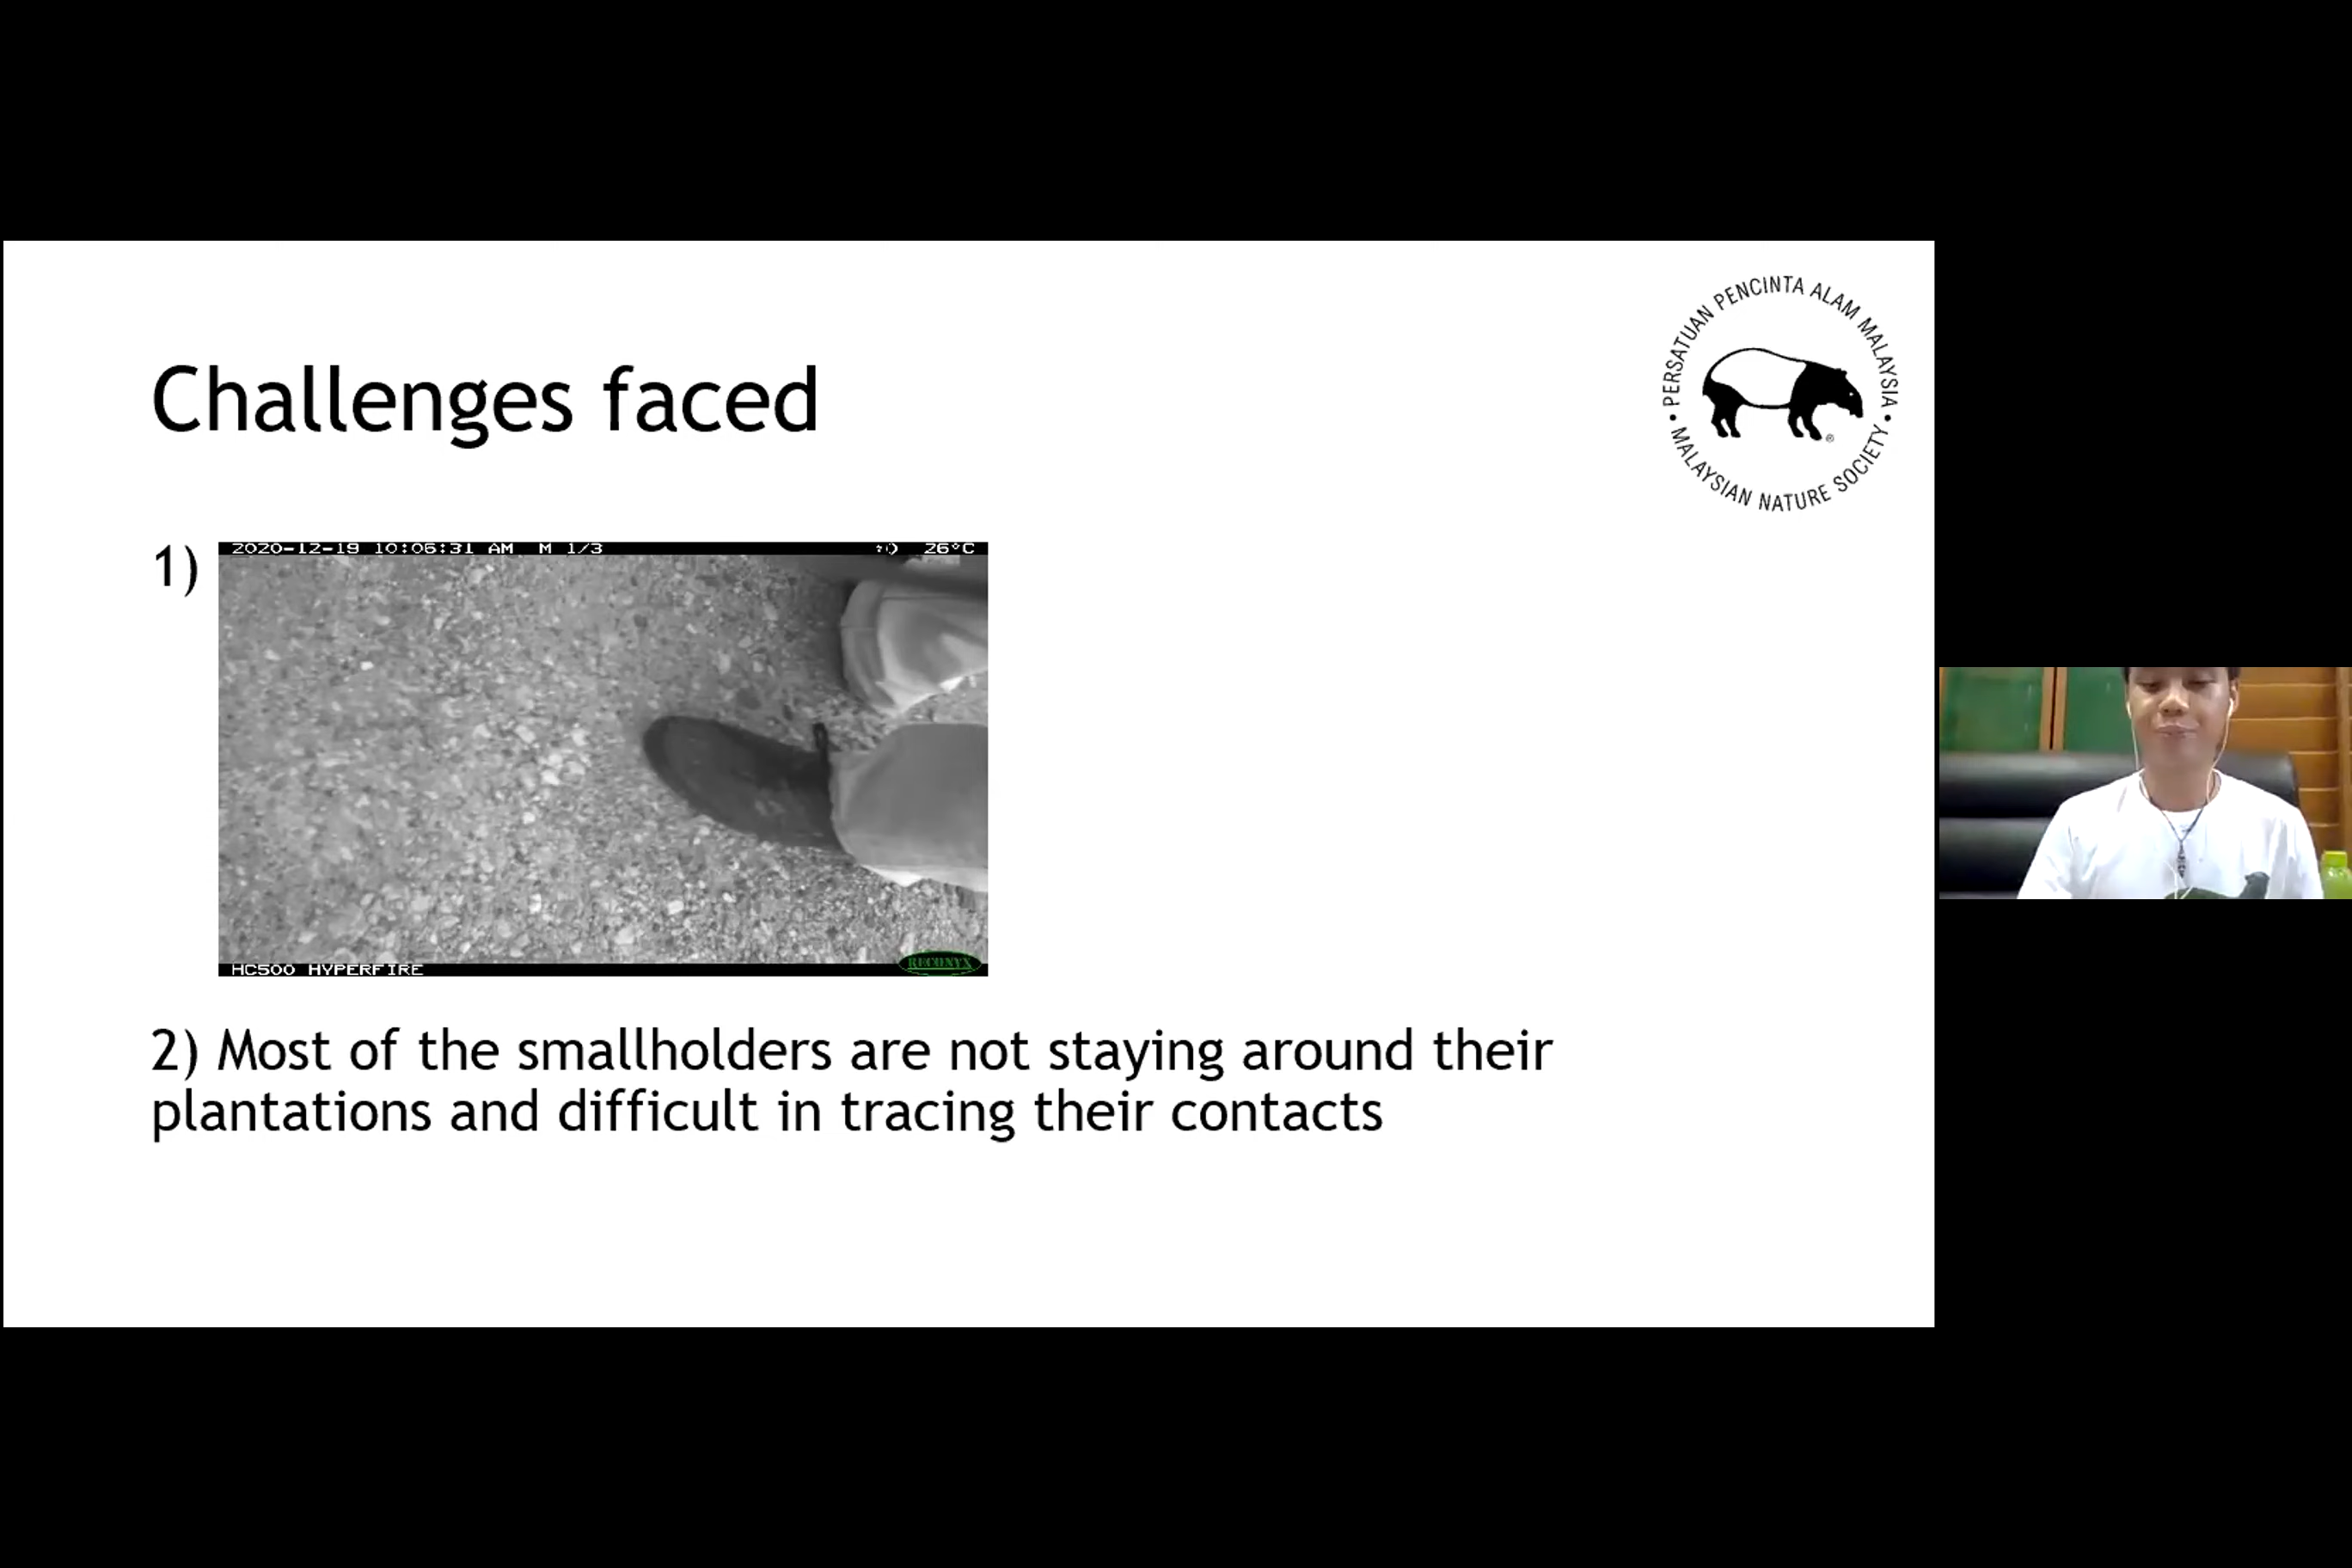 Challenges faced
PERSATUAN PENCINTA ALAM MALAYSIA
MALAYSIAN NATURE SOCIETY
®
1)
2020-12-19 10:06:31 AM M 1/3 26°C
HC500 HYPERFIRE
RECONYX
2) Most of the smallholders are not staying around their
plantations and difficult in tracing their contacts